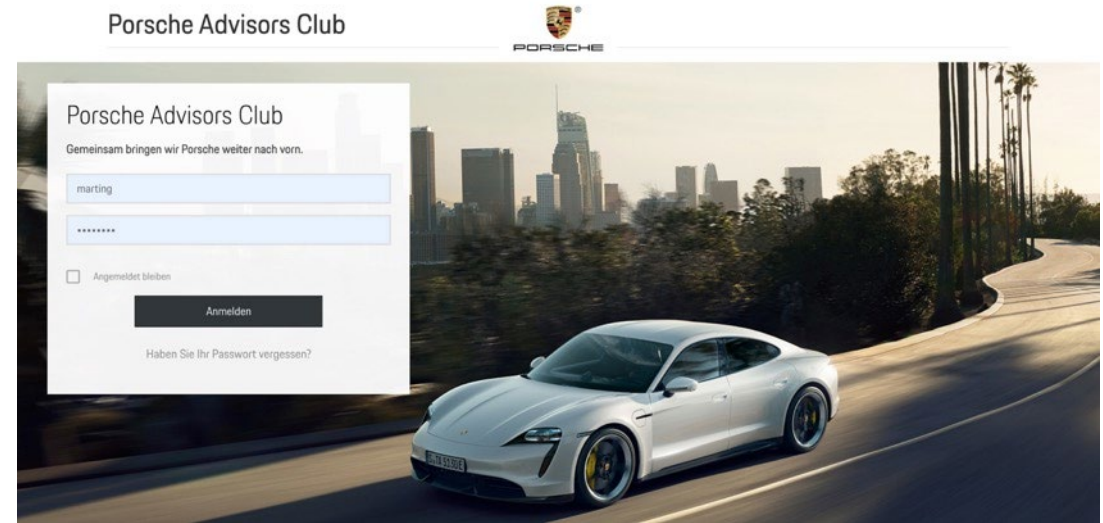 Porsche Advisors Club
PORSCHE
Porsche Advisors Club
Gemeinsam bringen wir Porsche weiter nach vorn.
marting
••••••••
Angemeldet bleiben
Anmelden
Haben Sie Ihr Passwort vergessen?